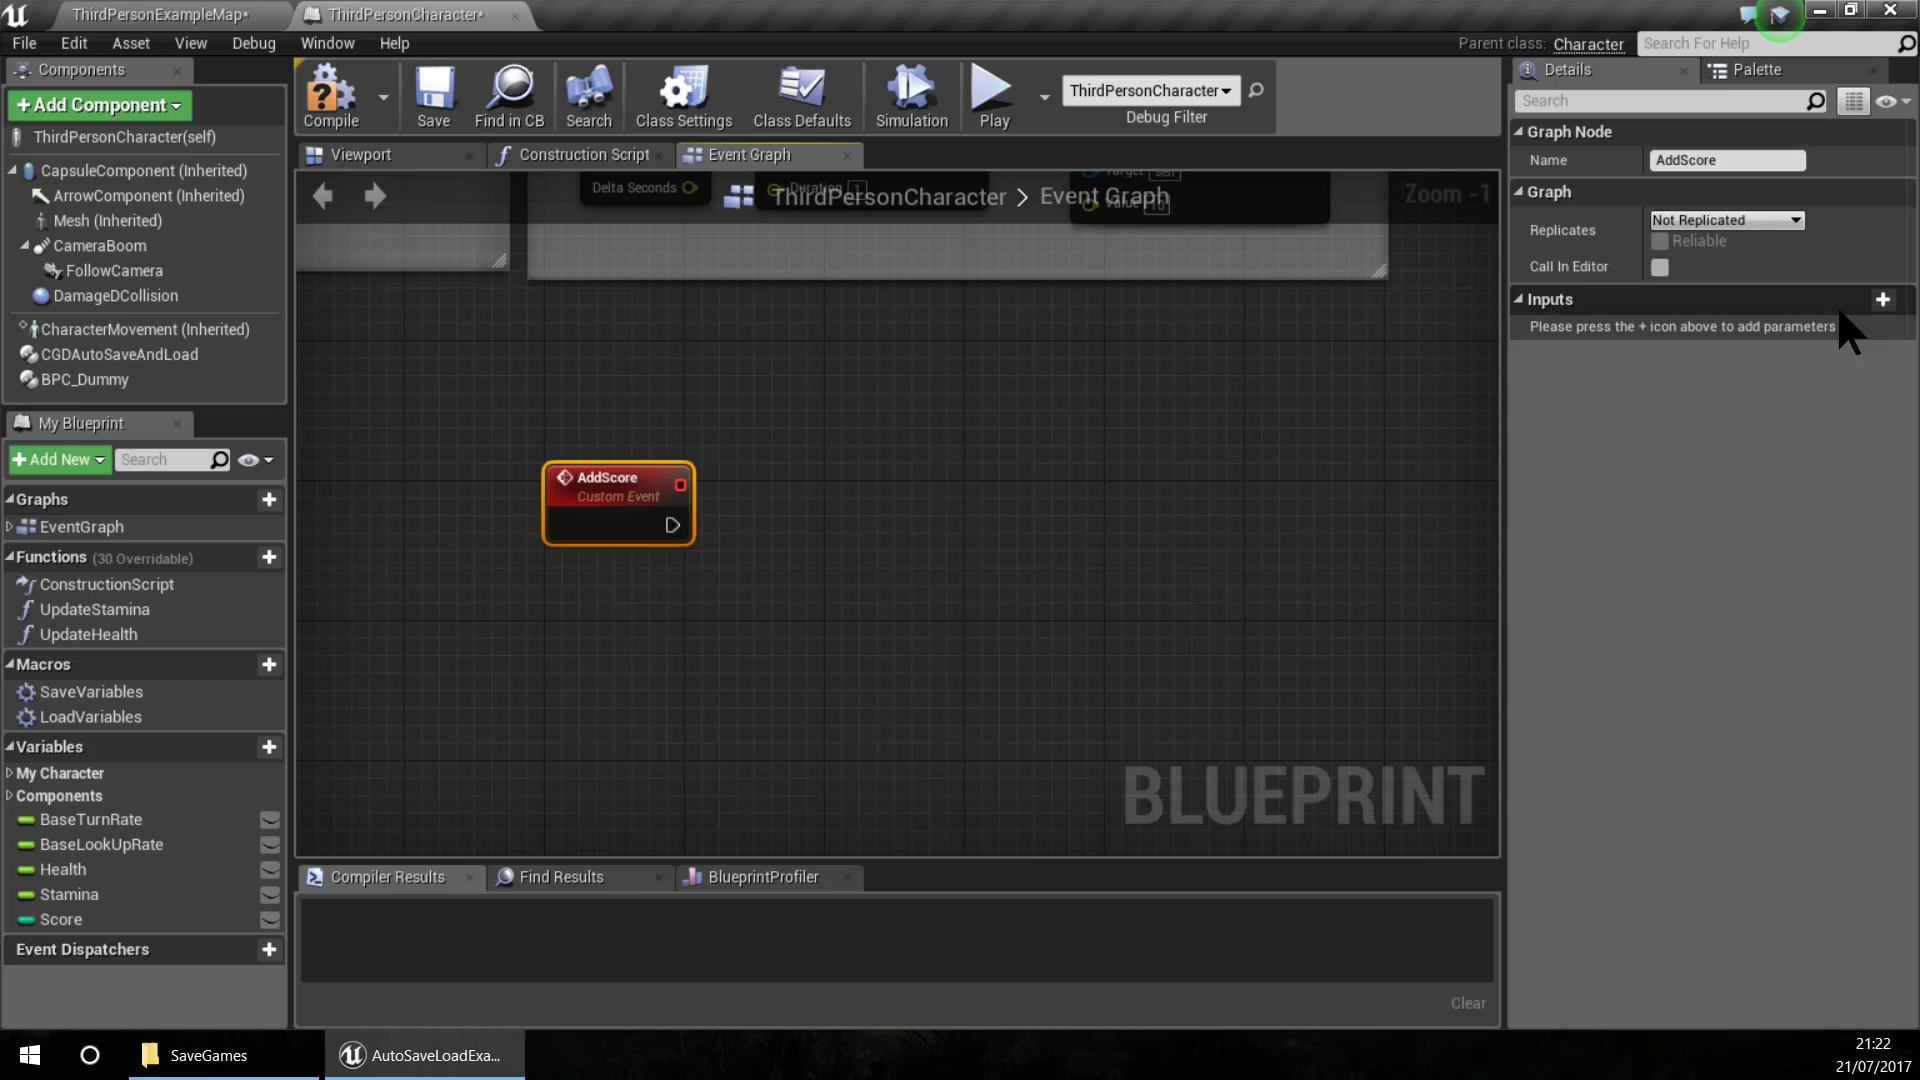 ThirdPersonExampleMap*
ThirdPersonCharacter*
File Edit Asset View Debug Window Help
Parent class: Character
Search For Help
Components
+Add Component
ThirdPersonCharacter(self)
CapsuleComponent (Inherited)
ArrowComponent (Inherited)
Mesh (Inherited)
CameraBoom
FollowCamera
DamageDCollision
CharacterMovement (Inherited)
CGDAutoSaveAndLoad
BPC_Dummy
My Blueprint
+Add New
Search
Graphs
EventGraph
Functions (30 Overridable)
ConstructionScript
UpdateStamina
UpdateHealth
Macros
SaveVariables
LoadVariables
Variables
My Character
Components
BaseTurnRate
BaseLookUpRate
Health
Stamina
Score
Event Dispatchers
Compile
Save
Find in CB
Search
Class Settings
Class Defaults
Simulation
Play
ThirdPersonCharacter
Debug Filter
Viewport
Construction Script
Event Graph
ThirdPersonCharacter > Event Graph
Zoom -1
Delta Seconds
Duration 1
Target self
Value 10
AddScore
Custom Event
BLUEPRINT
Compiler Results
Find Results
BlueprintProfiler
Clear
Details
Palette
Search
Graph Node
Name AddScore
Graph
Replicates Not Replicated
Reliable
Call In Editor
Inputs
Please press the + icon above to add parameters
SaveGames
AutoSaveLoadExa...
21:22
21/07/2017